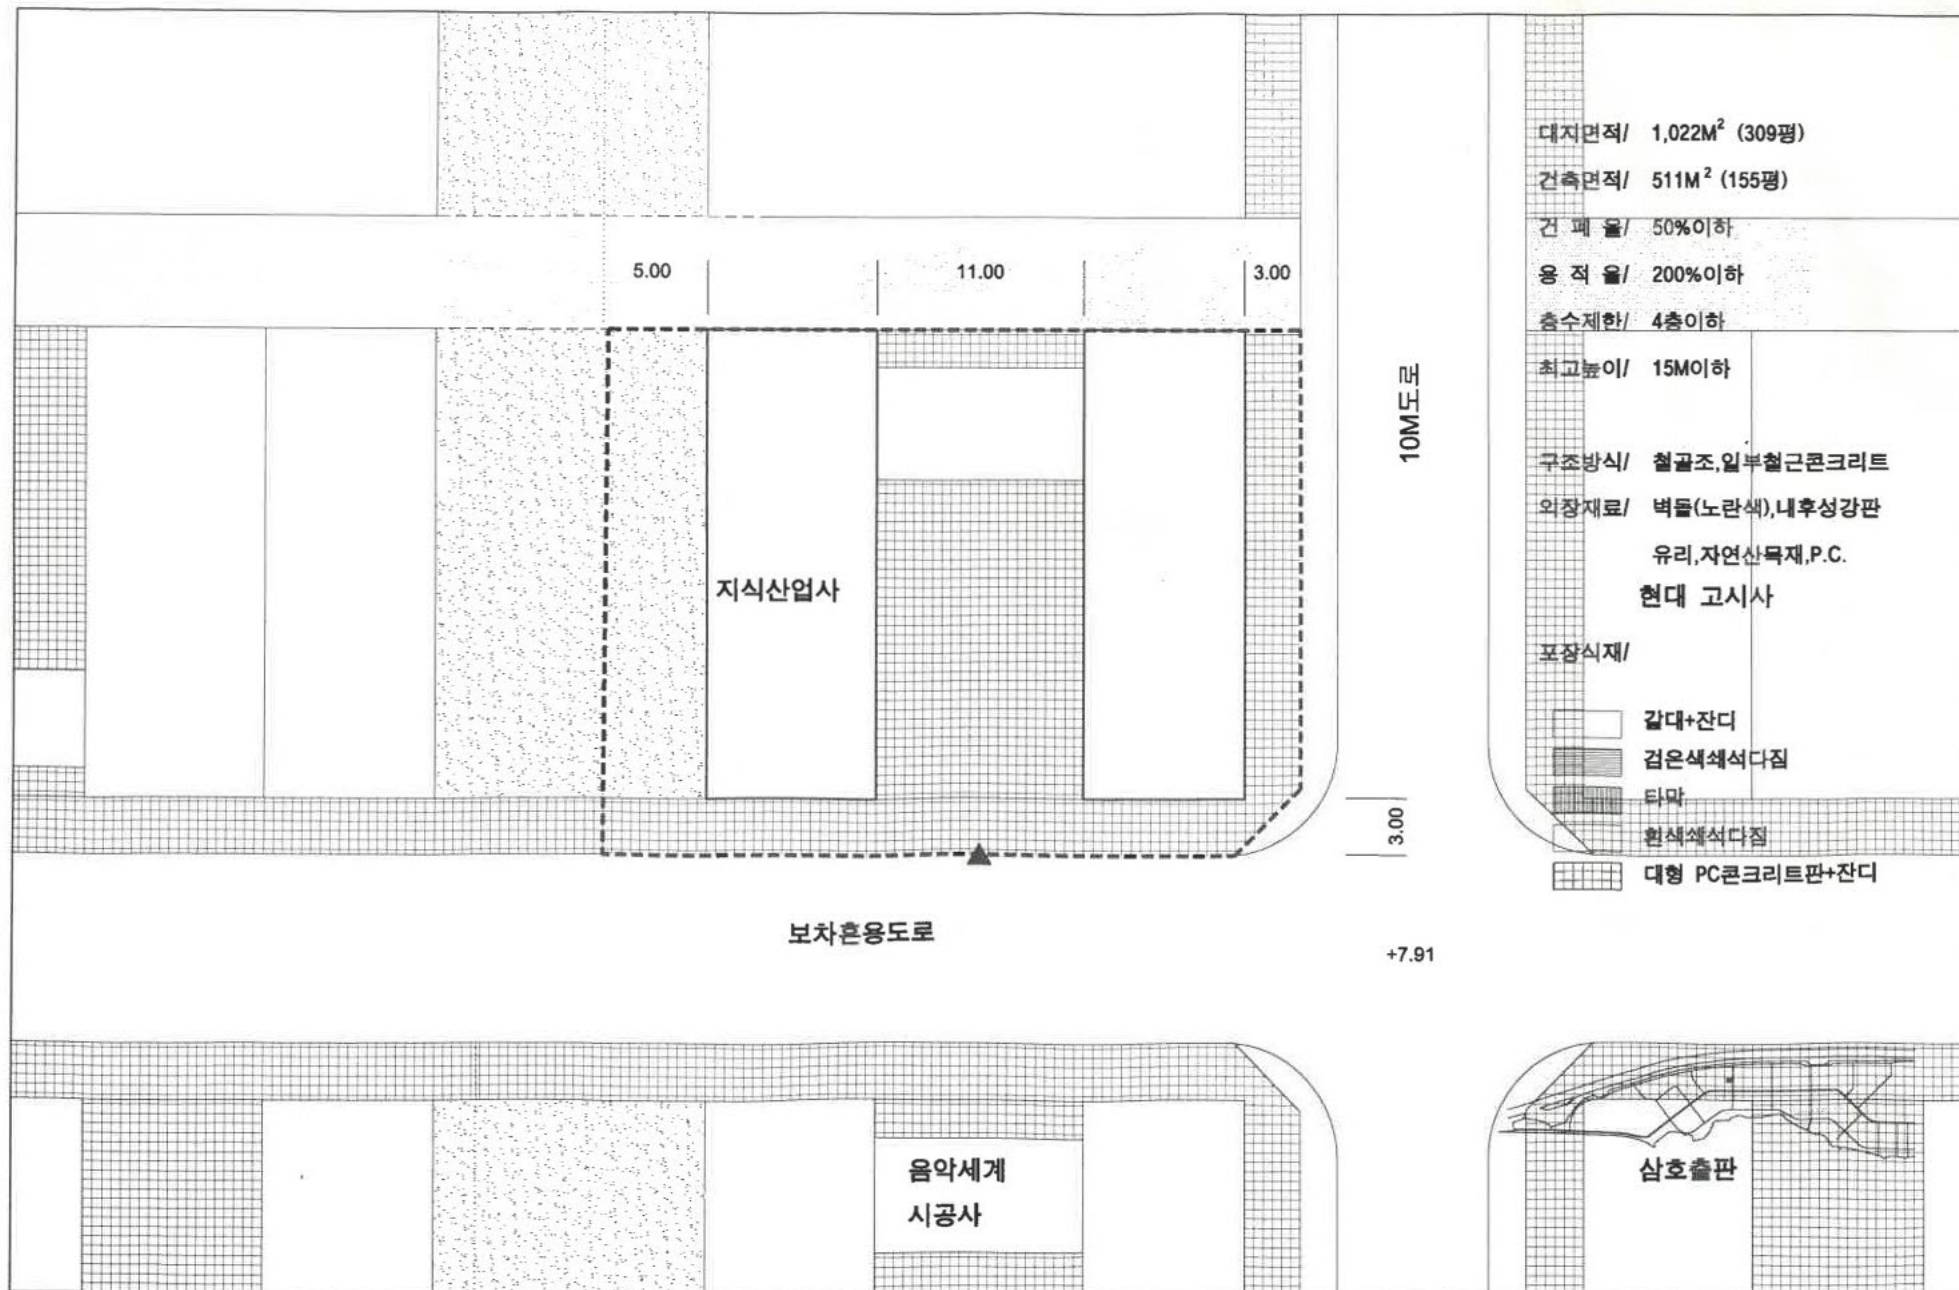 대지면적/ 1,022M² (309평)
건축면적/ 511M² (155평)
건 폐 율/ 50%이하
용 적 율/ 200%이하
층수제한/ 4층이하
최고높이/ 15M이하
구조방식/ 철골조,일부철근콘크리트
외장재료/ 벽돌(노란색),내후성강판
유리,자연산목재,P.C.
현대 고시사
포장식재/
갈대+잔디
검은색쇄석다짐
타막
흰색쇄석다짐
대형 PC콘크리트판+잔디
5.00
11.00
3.00
10M도로
지식산업사
3.00
보차흔용도로
+7.91
음악세계
시공사
삼호출판